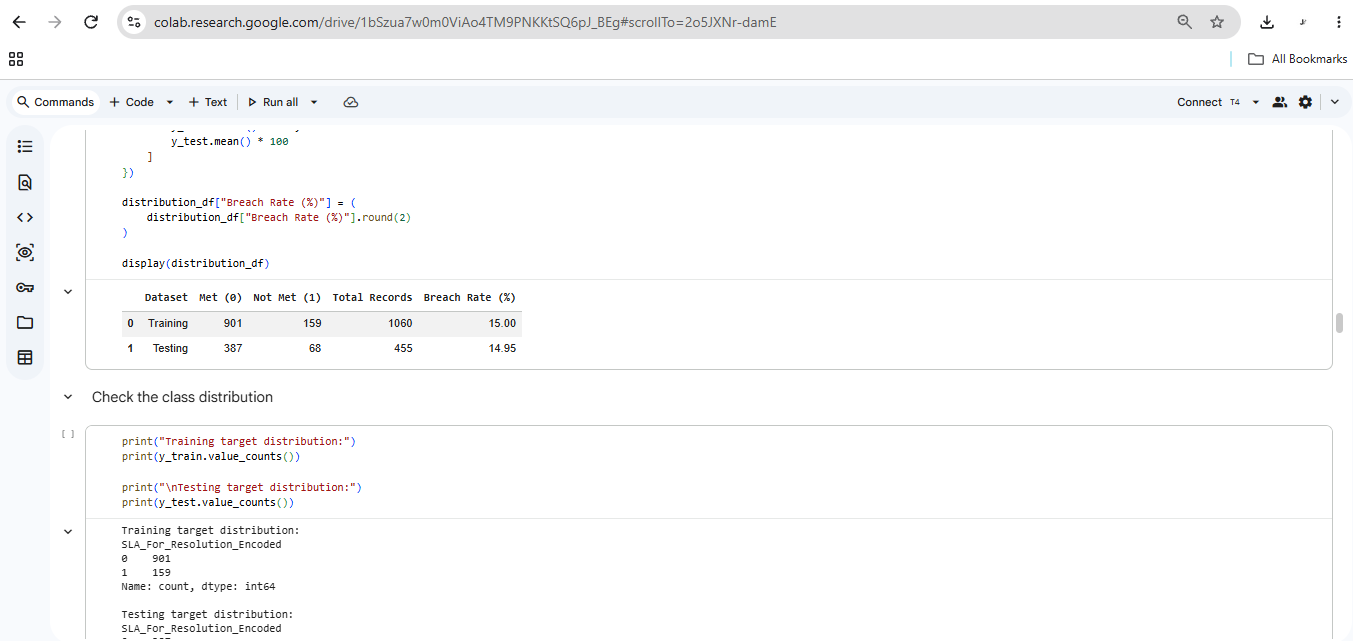 colab.research.google.com/drive/1bSzua7w0m0ViAo4TM9PNKKtSQ6pJ_BEg#scrollTo=2o5JXNr-damE
All Bookmarks
Commands + Code + Text Run all Connect T4
y_test.mean() * 100
]
})
distribution_df["Breach Rate (%)"] = (
distribution_df["Breach Rate (%)"].round(2)
)
display(distribution_df)
Dataset Met (0) Not Met (1) Total Records Breach Rate (%)
0 Training 901 159 1060 15.00
1 Testing 387 68 455 14.95
Check the class distribution
[ ]
print("Training target distribution:")
print(y_train.value_counts())
print("\nTesting target distribution:")
print(y_test.value_counts())
Training target distribution:
SLA_For_Resolution_Encoded
0 901
1 159
Name: count, dtype: int64
Testing target distribution:
SLA_For_Resolution_Encoded